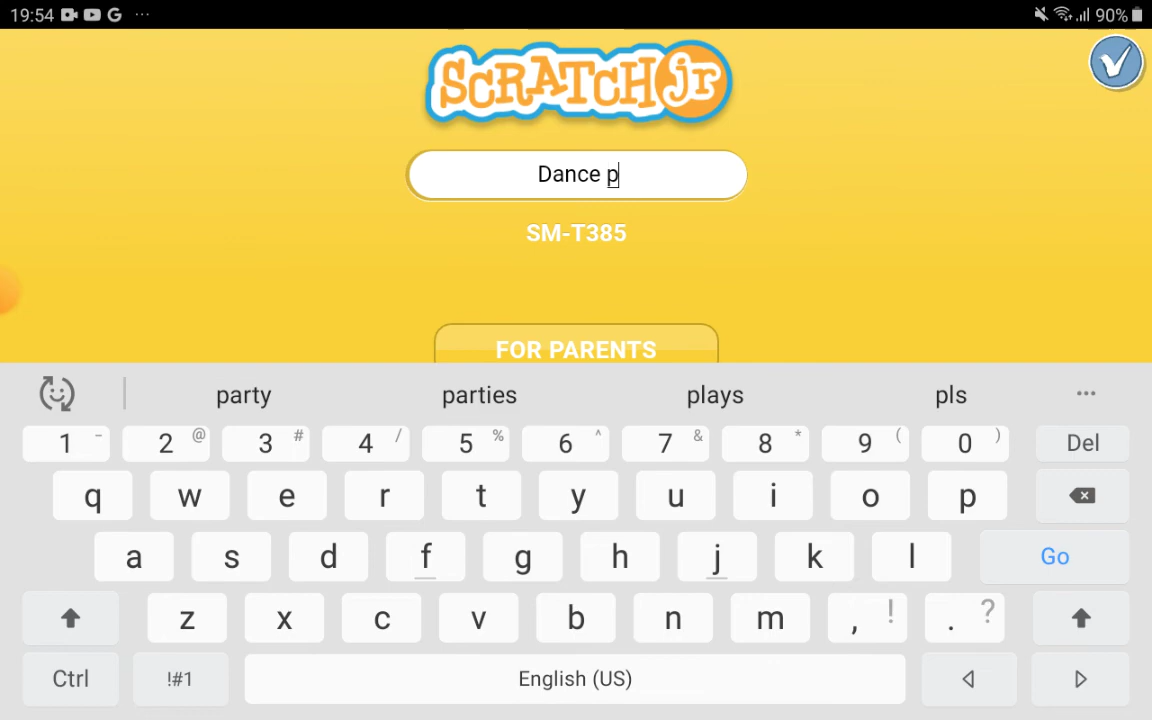 19:54 G ... 90%
SCRATCH jr
Dance p
SM-T385
FOR PARENTS
party parties plays pls ...
1 - 2 @ 3 # 4 / 5 % 6 ^ 7 & 8 * 9 ( 0 ) Del
q w e r t y u i o p
a s d f g h j k l Go
z x c v b n m , ! . ?
Ctrl !#1 English (US)